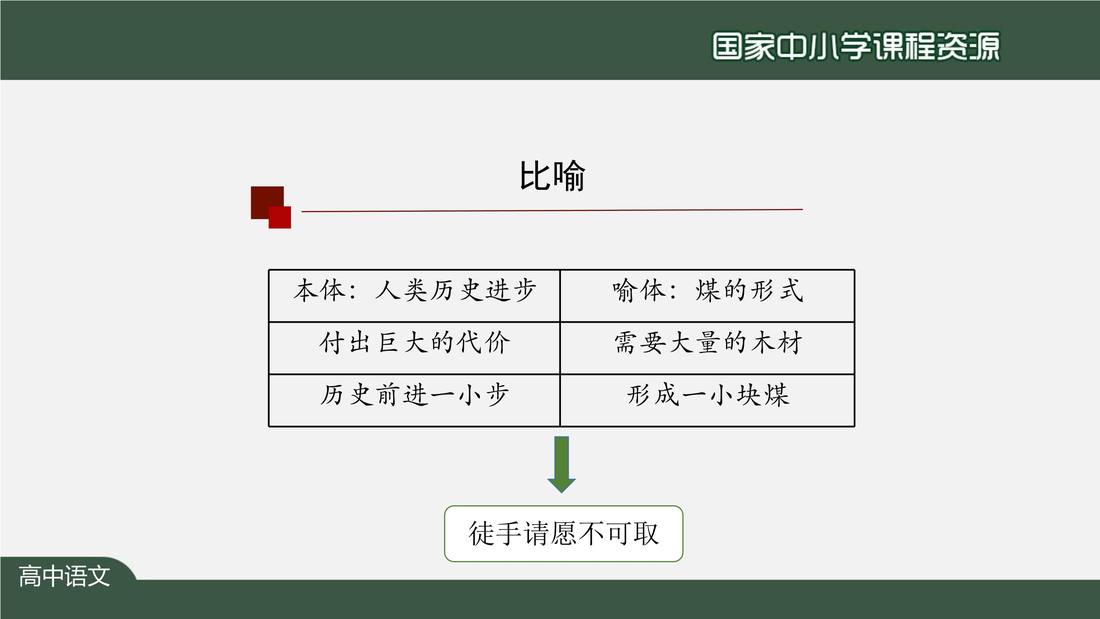 国家中小学课程资源
比喻
本体：人类历史进步 喻体：煤的形式
付出巨大的代价 需要大量的木材
历史前进一小步 形成一小块煤
徒手请愿不可取
高中语文